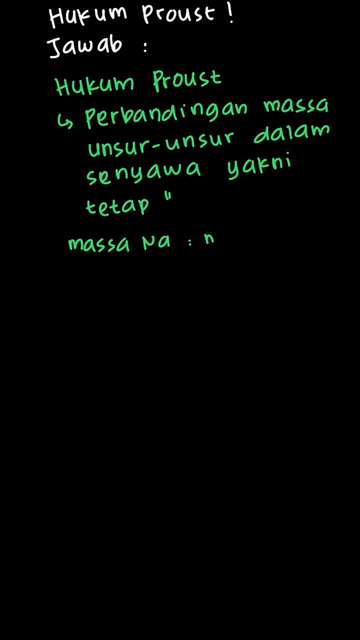 Hukum Proust !
Jawab :
Hukum Proust
↳ Perbandingan massa
unsur-unsur dalam
senyawa yakni
tetap "
massa Na : n